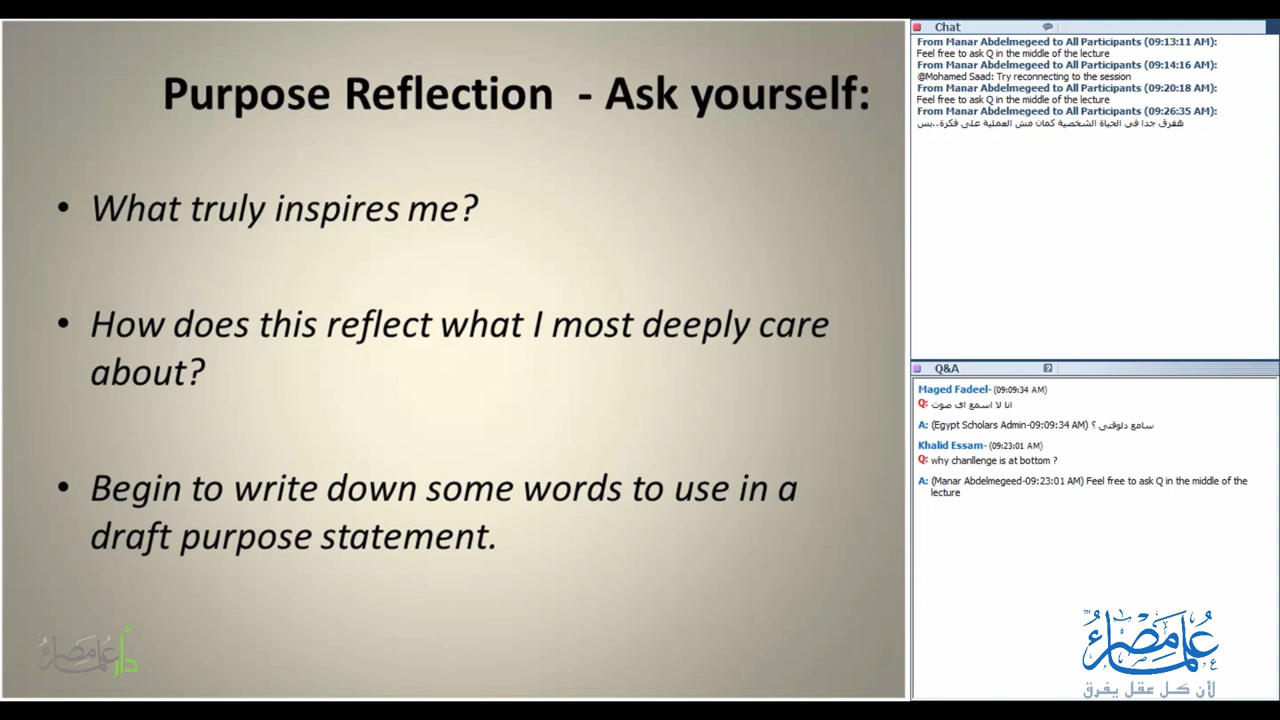 Purpose Reflection - Ask yourself:
• What truly inspires me?
• How does this reflect what I most deeply care
about?
• Begin to write down some words to use in a
draft purpose statement.
Chat
From Manar Abdelmegeed to All Participants (09:13:11 AM):
Feel free to ask Q in the middle of the lecture
From Manar Abdelmegeed to All Participants (09:14:16 AM):
@Mohamed Saad: Try reconnecting to the session
From Manar Abdelmegeed to All Participants (09:20:18 AM):
Feel free to ask Q in the middle of the lecture
From Manar Abdelmegeed to All Participants (09:26:35 AM):
هتفرق جدا فى الحياة الشخصية كمان مش العملية على فكرة..بس
Q&A
Maged Fadeel- (09:09:34 AM)
Q: انا لا اسمع اى صوت
A: (Egypt Scholars Admin-09:09:34 AM) سامع دلوقتى ؟
Khalid Essam- (09:23:01 AM)
Q: why chanllenge is at bottom ?
A: (Manar Abdelmegeed-09:23:01 AM) Feel free to ask Q in the middle of the
lecture
علماء مصر
لأن كل عقل يفرق
دار علماء مصر